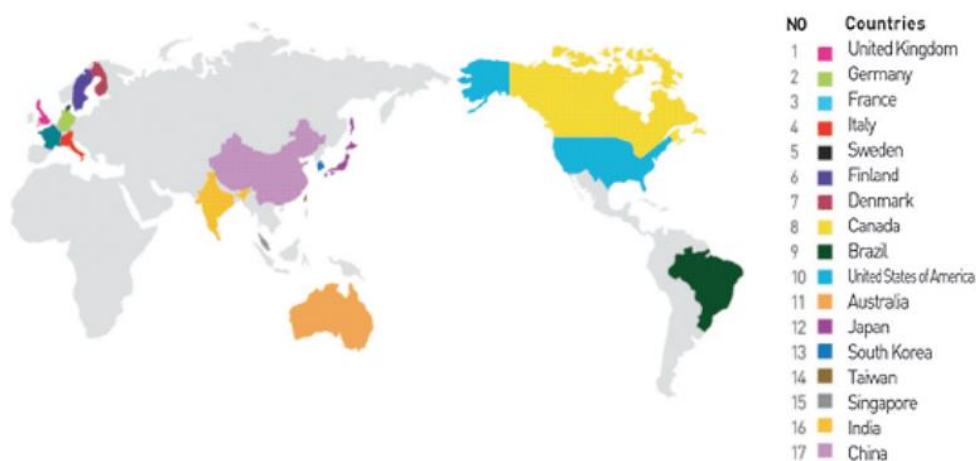 NO Countries
1 United Kingdom
2 Germany
3 France
4 Italy
5 Sweden
6 Finland
7 Denmark
8 Canada
9 Brazil
10 United States of America
11 Australia
12 Japan
13 South Korea
14 Taiwan
15 Singapore
16 India
17 China